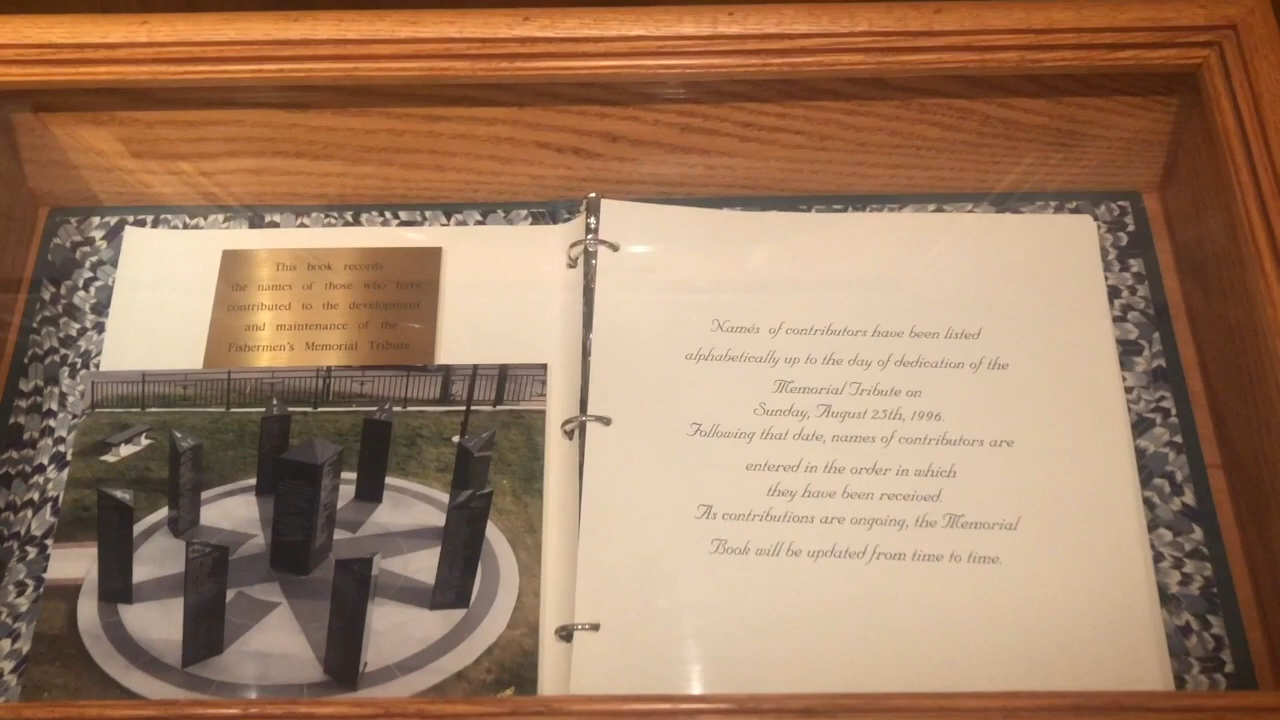 This book records
the names of those who have
contributed to the development
and maintenance of the
Fishermen's Memorial Tribute.
Names of contributors have been listed
alphabetically up to the day of dedication of the
Memorial Tribute on
Sunday, August 25th, 1996.
Following that date, names of contributors are
entered in the order in which
they have been received.
As contributions are ongoing, the Memorial
Book will be updated from time to time.